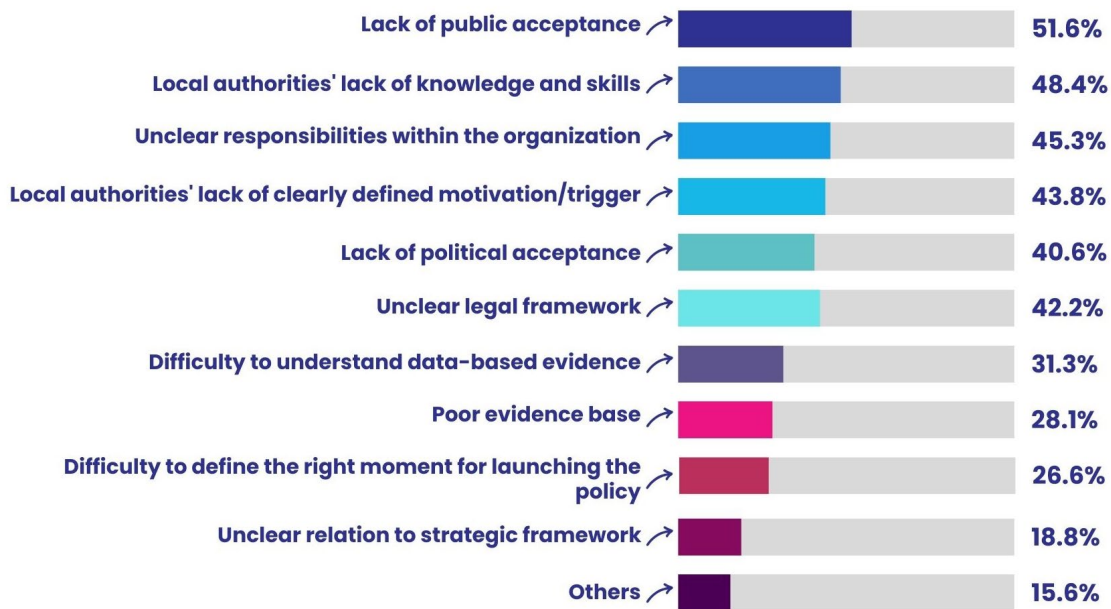 Lack of public acceptance 51.6%
Local authorities' lack of knowledge and skills 48.4%
Unclear responsibilities within the organization 45.3%
Local authorities' lack of clearly defined motivation/trigger 43.8%
Lack of political acceptance 40.6%
Unclear legal framework 42.2%
Difficulty to understand data-based evidence 31.3%
Poor evidence base 28.1%
Difficulty to define the right moment for launching the
policy 26.6%
Unclear relation to strategic framework 18.8%
Others 15.6%